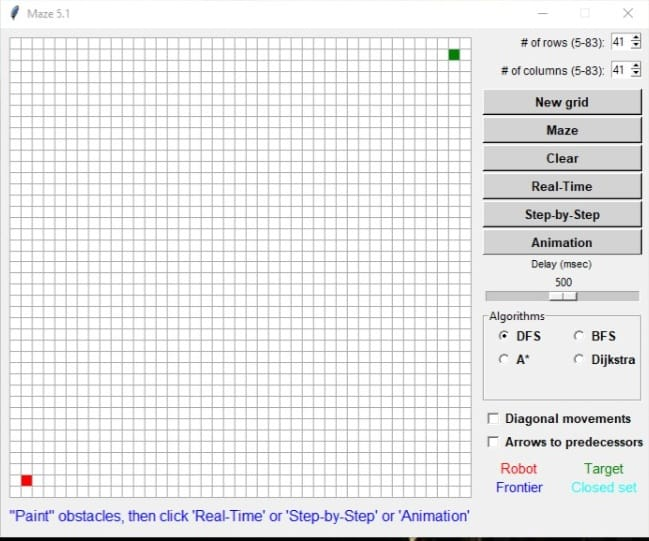 Maze 5.1
# of rows (5-83): 41
# of columns (5-83): 41
New grid
Maze
Clear
Real-Time
Step-by-Step
Animation
Delay (msec)
500
Algorithms
DFS BFS
A* Dijkstra
Diagonal movements
Arrows to predecessors
Robot Target
Frontier Closed set
"Paint" obstacles, then click 'Real-Time' or 'Step-by-Step' or 'Animation'